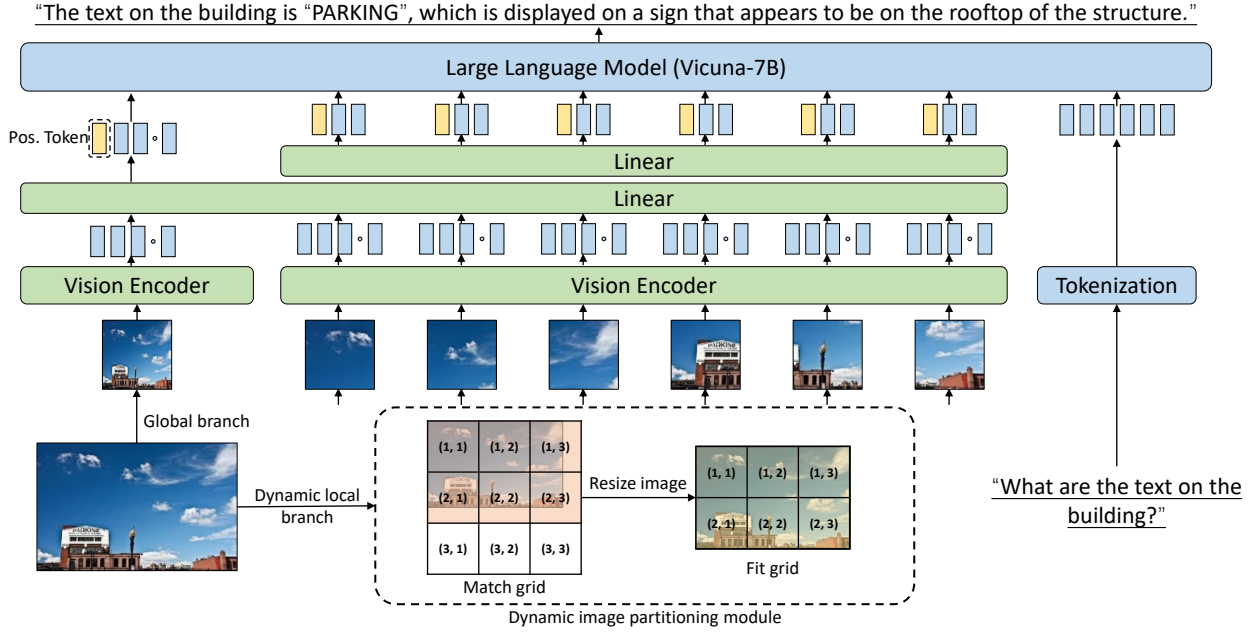 “The text on the building is “PARKING”, which is displayed on a sign that appears to be on the rooftop of the structure.”
Large Language Model (Vicuna-7B)
Pos. Token
Linear
Linear
Vision Encoder
Vision Encoder
Tokenization
PARKING
PARKING
PARKING
Global branch
PARKING
Dynamic local
branch
(1, 1) (1, 2) (1, 3)
(2, 1) (2, 2) (2, 3)
(3, 1) (3, 2) (3, 3)
Match grid
Resize image
(1, 1) (1, 2) (1, 3)
(2, 1) (2, 2) (2, 3)
Fit grid
Dynamic image partitioning module
“What are the text on the
building?”